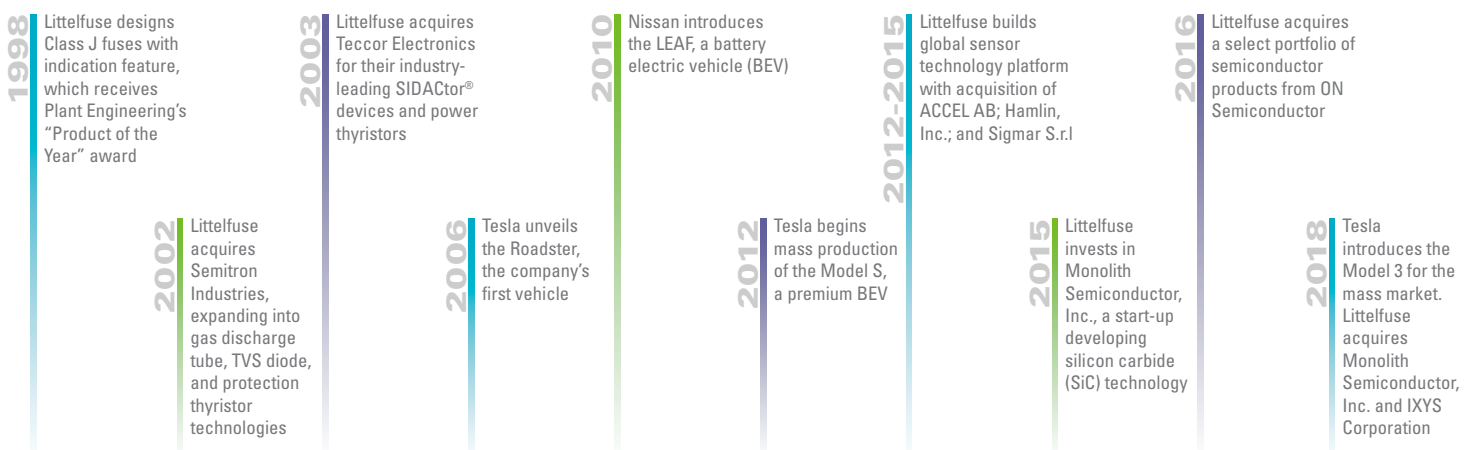 1998
Littelfuse designs
Class J fuses with
indication feature,
which receives
Plant Engineering's
“Product of the
Year” award
2002
Littelfuse
acquires
Semitron
Industries,
expanding into
gas discharge
tube, TVS diode,
and protection
thyristor
technologies
2003
Littelfuse acquires
Teccor Electronics
for their industry-
leading SIDACtor®
devices and power
thyristors
2006
Tesla unveils
the Roadster,
the company's
first vehicle
2010
Nissan introduces
the LEAF, a battery
electric vehicle (BEV)
2012
Tesla begins
mass production
of the Model S,
a premium BEV
2012-2015
Littelfuse builds
global sensor
technology platform
with acquisition of
ACCEL AB; Hamlin,
Inc.; and Sigmar S.r.l
2015
Littelfuse
invests in
Monolith
Semiconductor,
Inc., a start-up
developing
silicon carbide
(SiC) technology
2016
Littelfuse acquires
a select portfolio of
semiconductor
products from ON
Semiconductor
2018
Tesla
introduces the
Model 3 for the
mass market.
Littelfuse
acquires
Monolith
Semiconductor,
Inc. and IXYS
Corporation